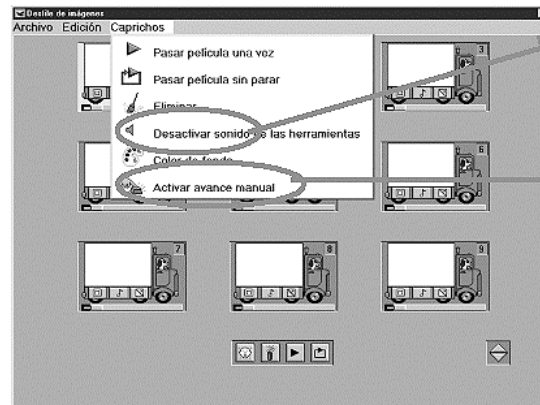 Desfile de imágenes
Archivo Edición Caprichos
Pasar película una vez
Pasar película sin parar
Eliminar
Desactivar sonido de las herramientas
Color de fondo
Activar avance manual
3
6
7 8 9